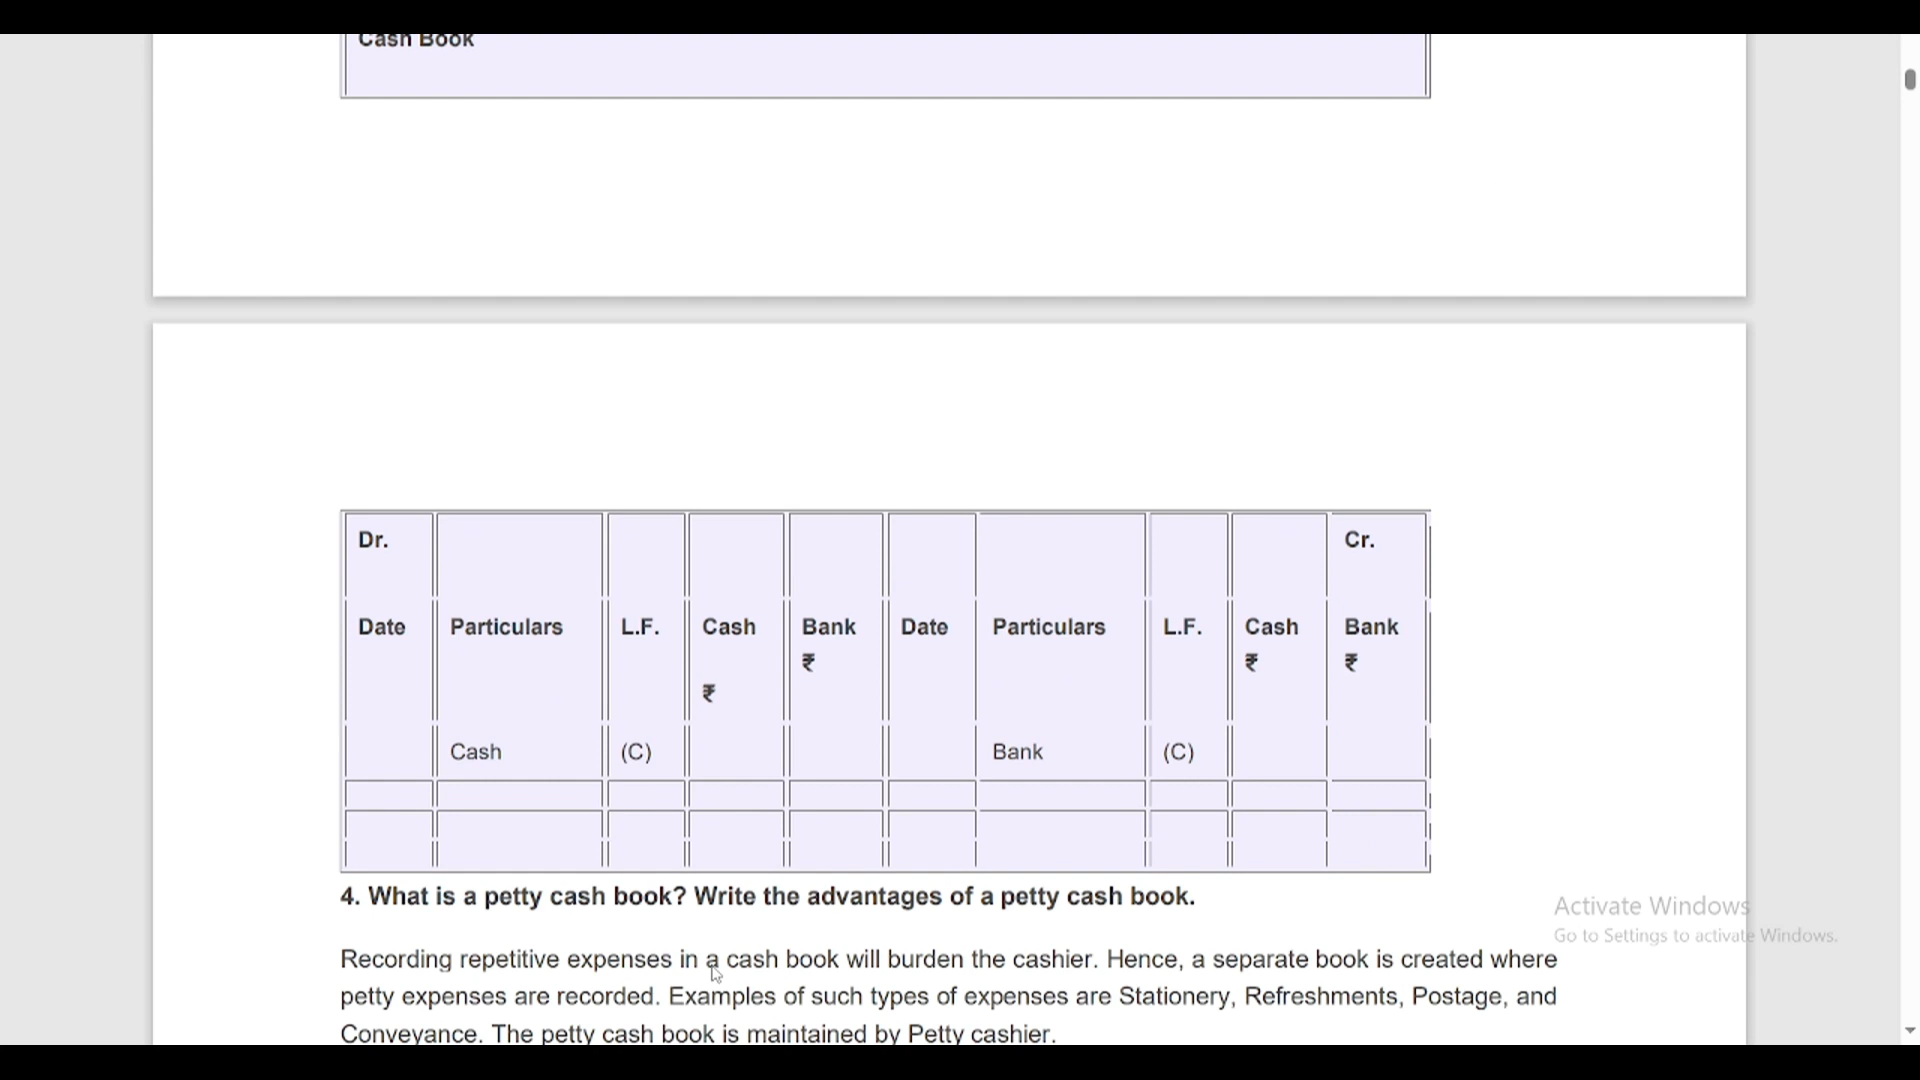 Cash Book
Dr. Cr.
Date Particulars L.F. Cash Bank Date Particulars L.F. Cash Bank
₹ ₹ ₹
₹
Cash (C) Bank (C)
4. What is a petty cash book? Write the advantages of a petty cash book.
Recording repetitive expenses in a cash book will burden the cashier. Hence, a separate book is created where
petty expenses are recorded. Examples of such types of expenses are Stationery, Refreshments, Postage, and
Conveyance. The petty cash book is maintained by Petty cashier.
Activate Windows
Go to Settings to activate Windows.